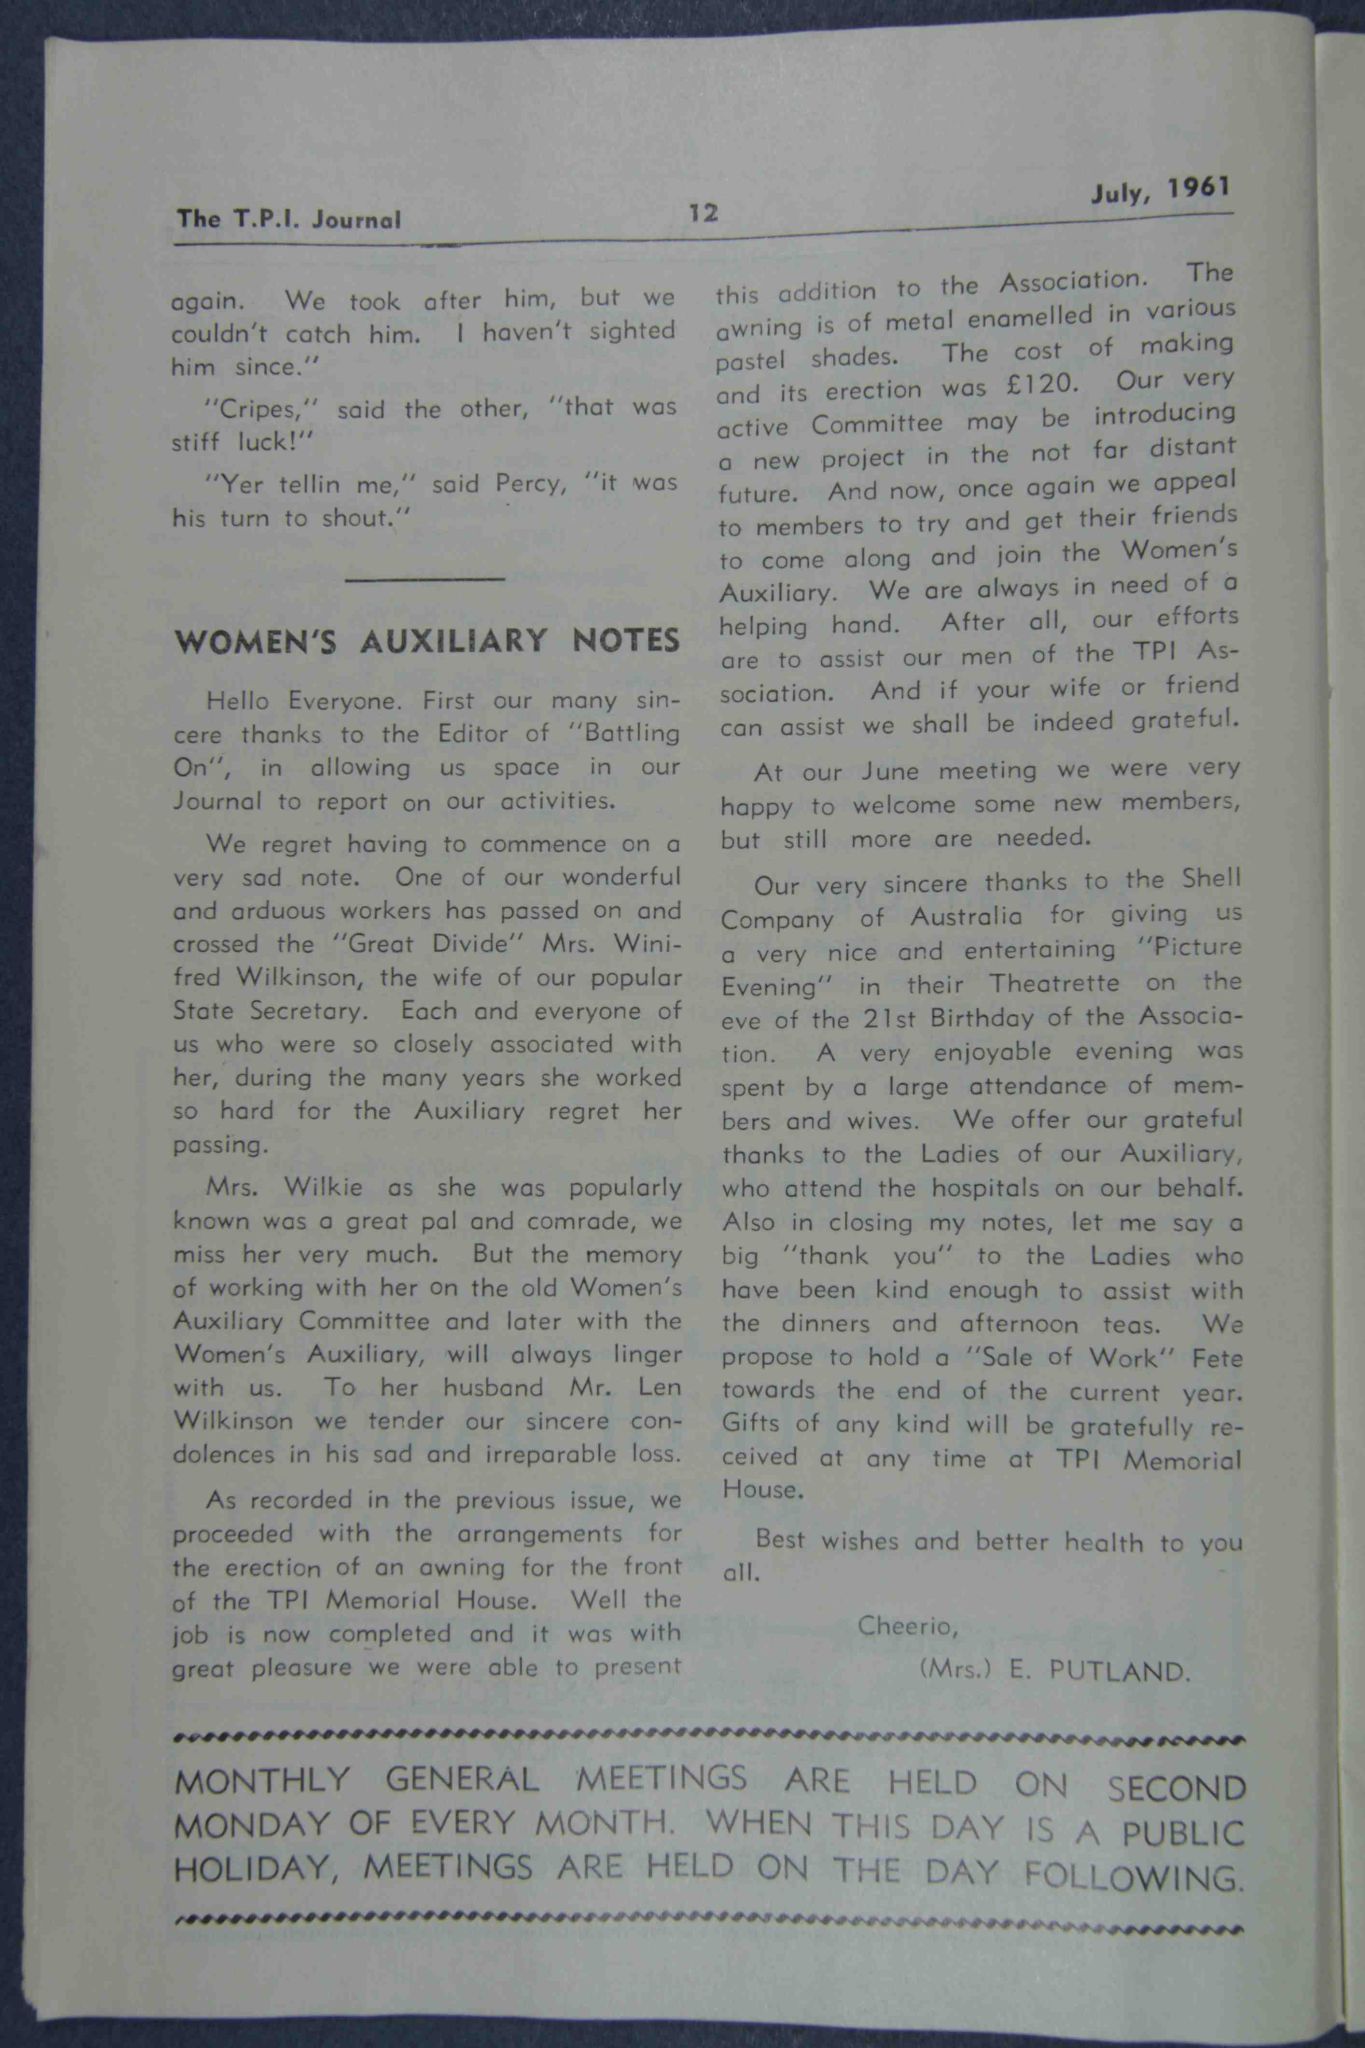 The T.P.I. Journal
12
July, 1961
again. We took after him, but we
couldn't catch him. I haven't sighted
him since."
"Cripes," said the other, "that was
stiff luck!"
"Yer tellin me," said Percy, "it was
his turn to shout."
WOMEN'S AUXILIARY NOTES
Hello Everyone. First our many sin-
cere thanks to the Editor of "Battling
On", in allowing us space in our
Journal to report on our activities.
We regret having to commence on a
very sad note. One of our wonderful
and arduous workers has passed on and
crossed the "Great Divide" Mrs. Wini-
fred Wilkinson, the wife of our popular
State Secretary. Each and everyone of
us who were so closely associated with
her, during the many years she worked
so hard for the Auxiliary regret her
passing.
Mrs. Wilkie as she was popularly
known was a great pal and comrade, we
miss her very much. But the memory
of working with her on the old Women's
Auxiliary Committee and later with the
Women's Auxiliary, will always linger
with us. To her husband Mr. Len
Wilkinson we tender our sincere con-
dolences in his sad and irreparable loss.
As recorded in the previous issue, we
proceeded with the arrangements for
the erection of an awning for the front
of the TPI Memorial House. Well the
job is now completed and it was with
great pleasure we were able to present
this addition to the Association. The
awning is of metal enamelled in various
pastel shades. The cost of making
and its erection was £120. Our very
active Committee may be introducing
a new project in the not far distant
future. And now, once again we appeal
to members to try and get their friends
to come along and join the Women's
Auxiliary. We are always in need of a
helping hand. After all, our efforts
are to assist our men of the TPI As-
sociation. And if your wife or friend
can assist we shall be indeed grateful.
At our June meeting we were very
happy to welcome some new members,
but still more are needed.
Our very sincere thanks to the Shell
Company of Australia for giving us
a very nice and entertaining "Picture
Evening" in their Theatrette on the
eve of the 21st Birthday of the Associa-
tion. A very enjoyable evening was
spent by a large attendance of mem-
bers and wives. We offer our grateful
thanks to the Ladies of our Auxiliary,
who attend the hospitals on our behalf.
Also in closing my notes, let me say a
big "thank you" to the Ladies who
have been kind enough to assist with
the dinners and afternoon teas. We
propose to hold a "Sale of Work" Fete
towards the end of the current year.
Gifts of any kind will be gratefully re-
ceived at any time at TPI Memorial
House.
Best wishes and better health to you
all.
Cheerio,
(Mrs.) E. PUTLAND.
MONTHLY GENERAL MEETINGS ARE HELD ON SECOND
MONDAY OF EVERY MONTH. WHEN THIS DAY IS A PUBLIC
HOLIDAY, MEETINGS ARE HELD ON THE DAY FOLLOWING.